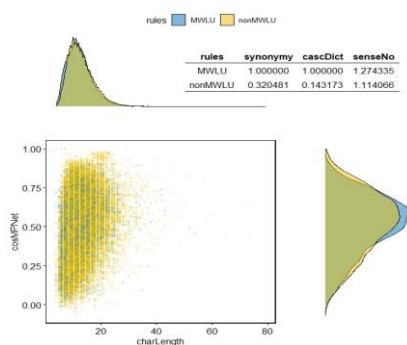 rules MWLU nonMWLU
rules synonymy cascDict senseNo
MWLU 1.000000 1.000000 1.274335
nonMWLU 0.320481 0.143173 1.114066
1.00
0.75
0.50
0.25
0.00
cosMPNet
20 40 60 80
charLength